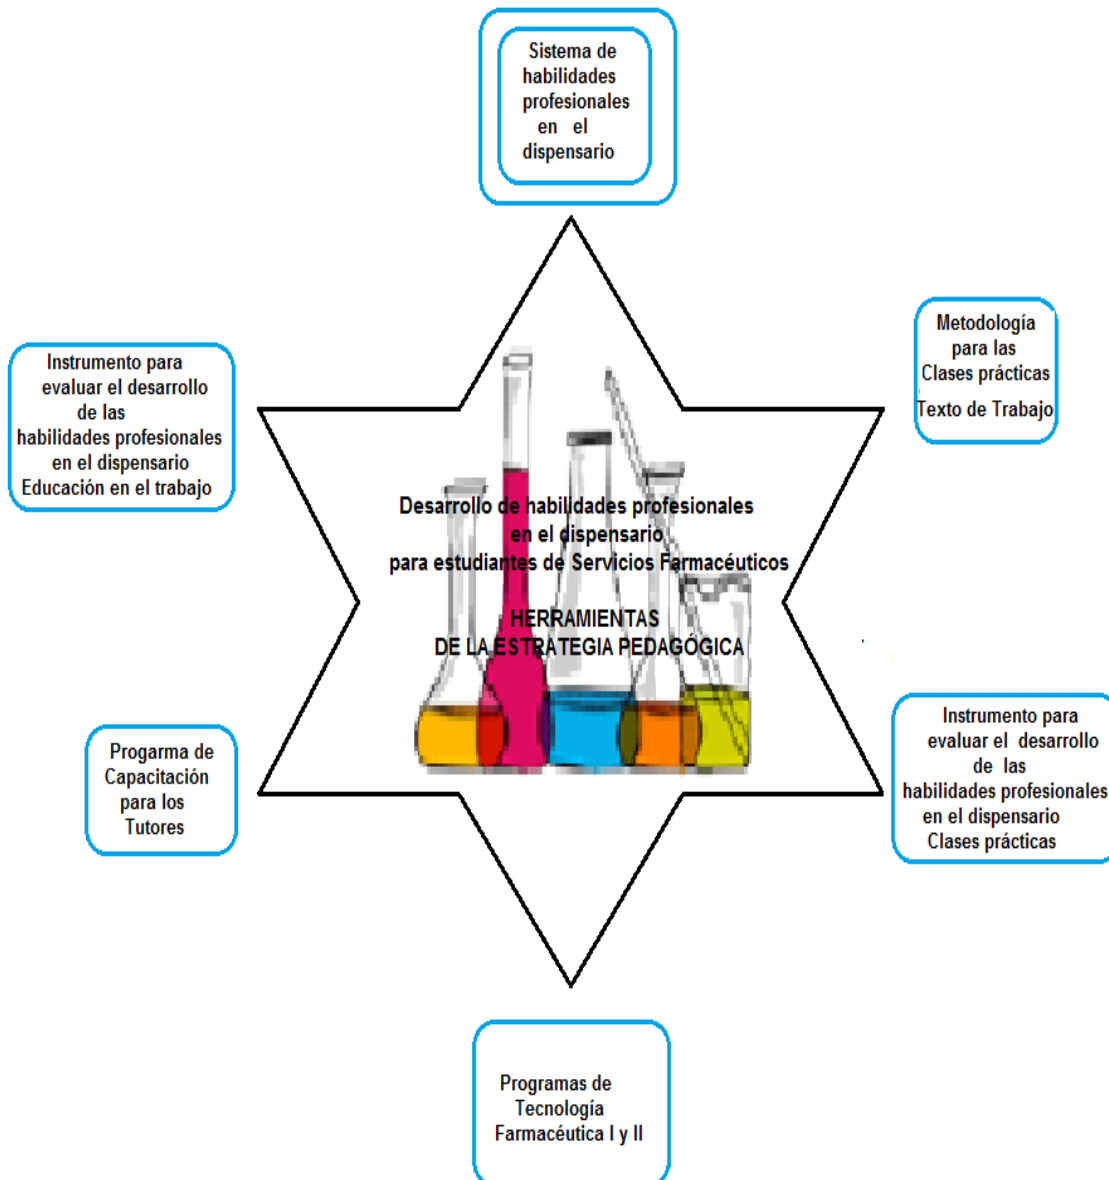 Sistema de
habilidades
profesionales
en el
dispensario
Metodología
para las
Clases prácticas
Texto de Trabajo
Instrumento para
evaluar el desarrollo
de las
habilidades profesionales
en el dispensario
Educación en el trabajo
Desarrollo de habilidades profesionales
en el dispensario
para estudiantes de Servicios Farmacéuticos
HERRAMIENTAS
DE LA ESTRATEGIA PEDAGÓGICA
Instrumento para
evaluar el desarrollo
de las
habilidades profesionales
en el dispensario
Clases prácticas
Progarma de
Capacitación
para los
Tutores
Programas de
Tecnología
Farmacéutica I y II